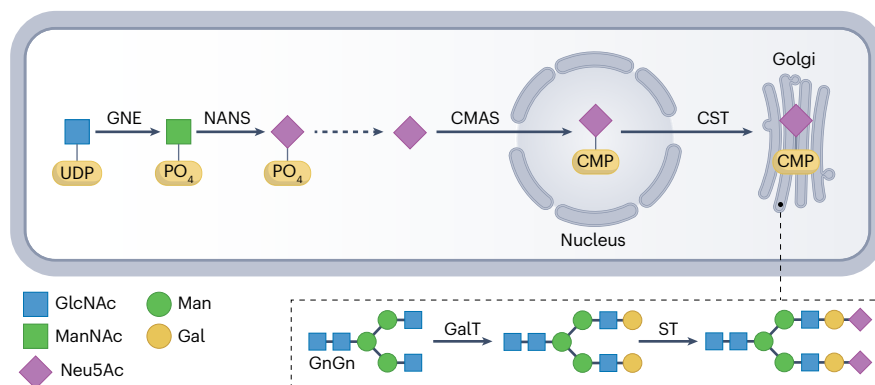 Golgi
GNE NANS CMAS CST
UDP PO4 PO4 CMP CMP
Nucleus
GlcNAc Man
ManNAc Gal
Neu5Ac
GnGn GalT ST